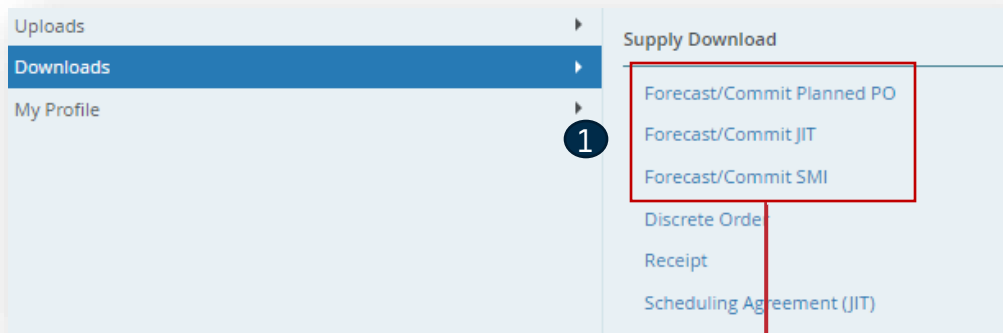 Uploads
Downloads
My Profile
1
Supply Download
Forecast/Commit Planned PO
Forecast/Commit JIT
Forecast/Commit SMI
Discrete Order
Receipt
Scheduling Agreement (JIT)